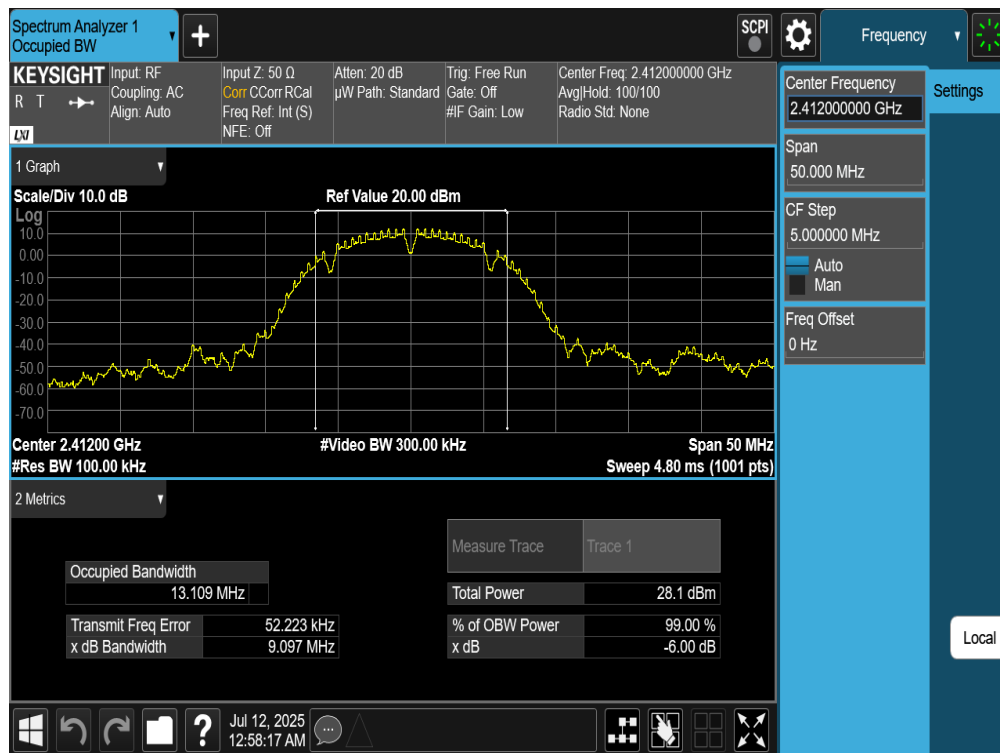 Spectrum Analyzer 1
Occupied BW
+
SCPI
Frequency
KEYSIGHT
R T
LXI
Input: RF
Coupling: AC
Align: Auto
Input Z: 50 Ω
Corr CCorr RCal
Freq Ref: Int (S)
NFE: Off
Atten: 20 dB
µW Path: Standard
Trig: Free Run
Gate: Off
#IF Gain: Low
Center Freq: 2.412000000 GHz
Avg|Hold: 100/100
Radio Std: None
Center Frequency
2.412000000 GHz
Settings
Span
50.000 MHz
CF Step
5.000000 MHz
Auto
Man
Freq Offset
0 Hz
Local
1 Graph
Scale/Div 10.0 dB
Ref Value 20.00 dBm
Log
10.0
0.00
-10.0
-20.0
-30.0
-40.0
-50.0
-60.0
-70.0
Center 2.41200 GHz
#Video BW 300.00 kHz
Span 50 MHz
#Res BW 100.00 kHz
Sweep 4.80 ms (1001 pts)
2 Metrics
Measure Trace
Trace 1
Occupied Bandwidth
13.109 MHz
Total Power
28.1 dBm
Transmit Freq Error
52.223 kHz
% of OBW Power
99.00 %
x dB Bandwidth
9.097 MHz
x dB
-6.00 dB
?
Jul 12, 2025
12:58:17 AM